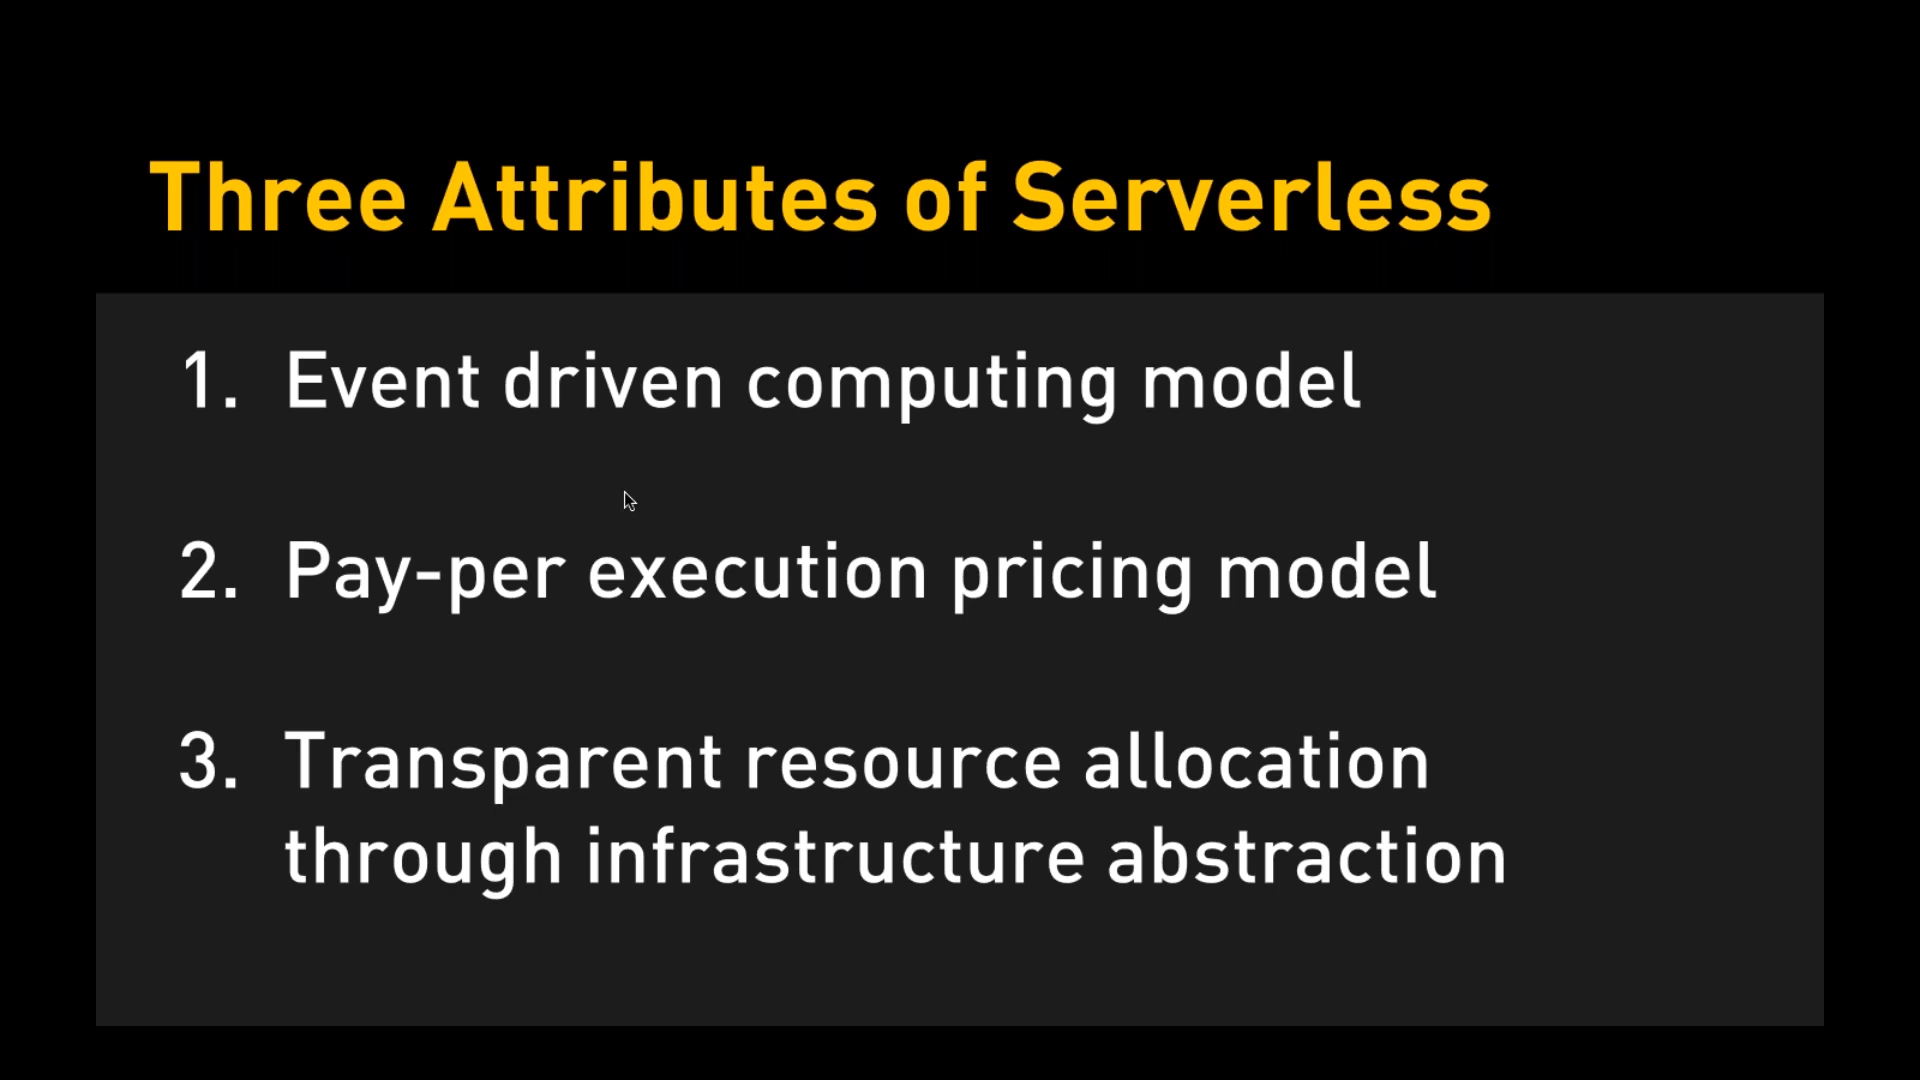 Three Attributes of Serverless
1. Event driven computing model
2. Pay-per execution pricing model
3. Transparent resource allocation
through infrastructure abstraction